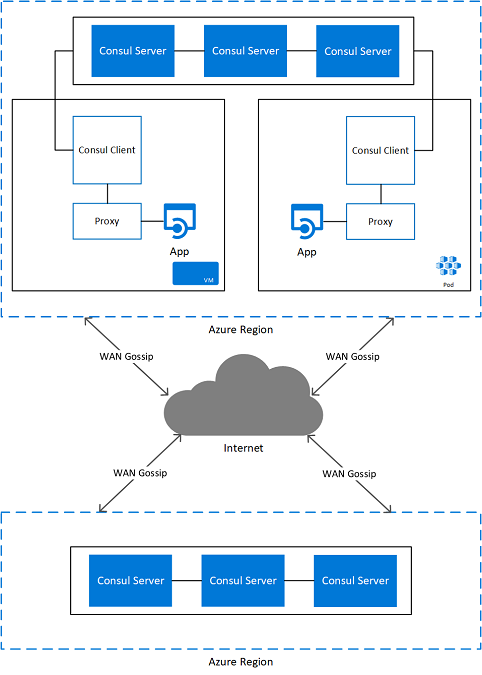 Consul Server Consul Server Consul Server
Consul Client Consul Client
Proxy Proxy
App App
VM Pod
Azure Region
WAN Gossip WAN Gossip
Internet
WAN Gossip WAN Gossip
Consul Server Consul Server Consul Server
Azure Region